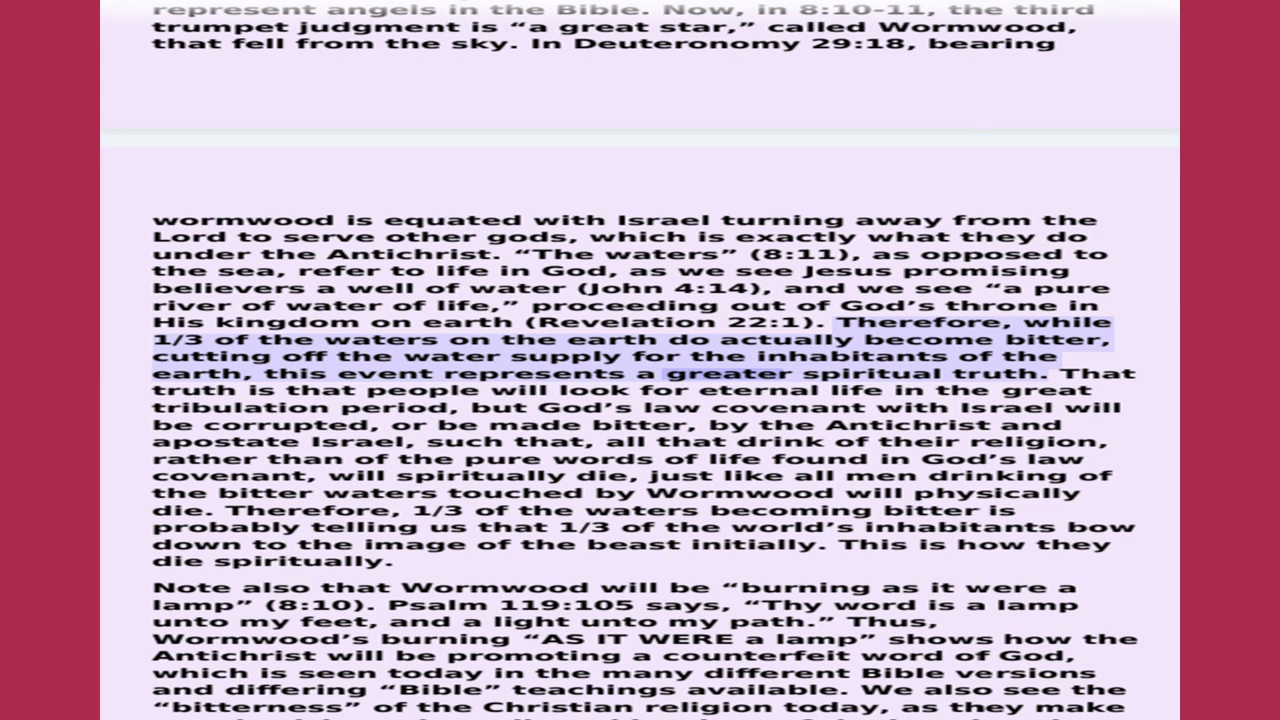 represent angels in the Bible. Now, in 8:10-11, the third
trumpet judgment is “a great star,” called Wormwood,
that fell from the sky. In Deuteronomy 29:18, bearing
wormwood is equated with Israel turning away from the
Lord to serve other gods, which is exactly what they do
under the Antichrist. “The waters” (8:11), as opposed to
the sea, refer to life in God, as we see Jesus promising
believers a well of water (John 4:14), and we see “a pure
river of water of life,” proceeding out of God’s throne in
His kingdom on earth (Revelation 22:1). Therefore, while
1/3 of the waters on the earth do actually become bitter,
cutting off the water supply for the inhabitants of the
earth, this event represents a greater spiritual truth. That
truth is that people will look for eternal life in the great
tribulation period, but God’s law covenant with Israel will
be corrupted, or be made bitter, by the Antichrist and
apostate Israel, such that, all that drink of their religion,
rather than of the pure words of life found in God’s law
covenant, will spiritually die, just like all men drinking of
the bitter waters touched by Wormwood will physically
die. Therefore, 1/3 of the waters becoming bitter is
probably telling us that 1/3 of the world’s inhabitants bow
down to the image of the beast initially. This is how they
die spiritually.
Note also that Wormwood will be “burning as it were a
lamp” (8:10). Psalm 119:105 says, “Thy word is a lamp
unto my feet, and a light unto my path.” Thus,
Wormwood’s burning “AS IT WERE a lamp” shows how the
Antichrist will be promoting a counterfeit word of God,
which is seen today in the many different Bible versions
and differing “Bible” teachings available. We also see the
“bitterness” of the Christian religion today, as they make